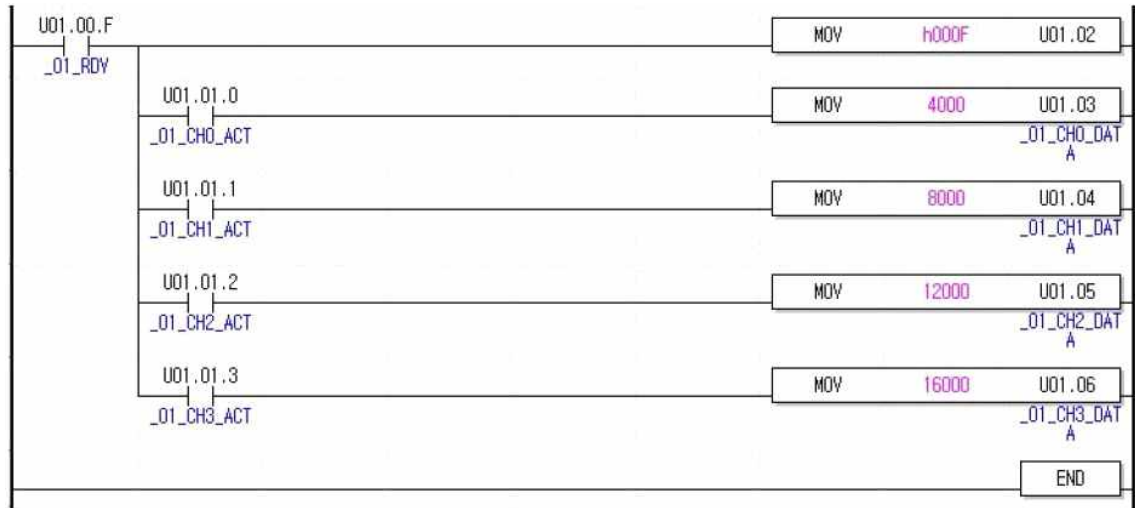 U01.00.F
MOV h000F U01.02
_01_RDY
U01.01.0
MOV 4000 U01.03
_01_CH0_ACT
_01_CH0_DAT
A
U01.01.1
MOV 8000 U01.04
_01_CH1_ACT
_01_CH1_DAT
A
U01.01.2
MOV 12000 U01.05
_01_CH2_ACT
_01_CH2_DAT
A
U01.01.3
MOV 16000 U01.06
_01_CH3_ACT
_01_CH3_DAT
A
END